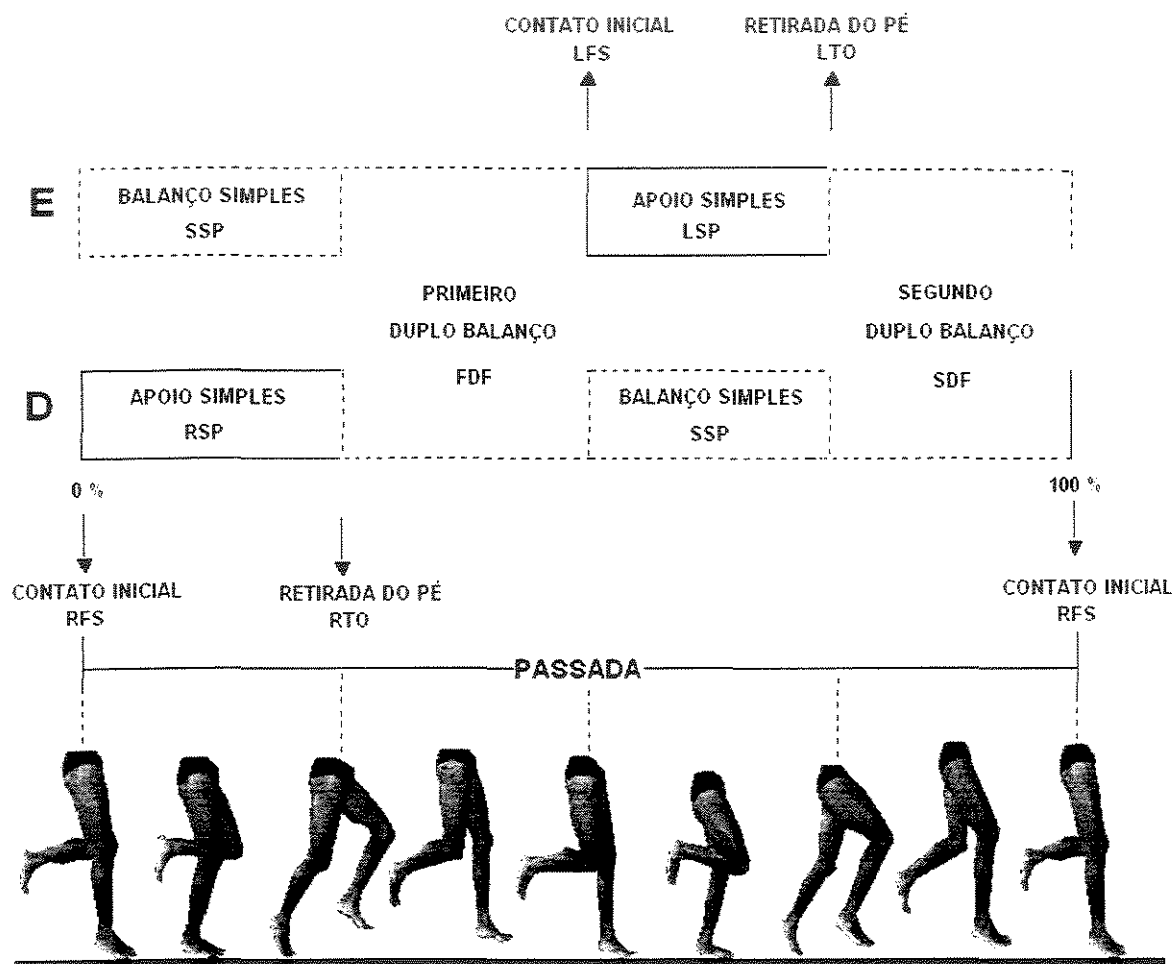 CONTATO INICIAL
LFS
RETIRADA DO PÉ
LTO
E
BALANÇO SIMPLES
SSP
APOIO SIMPLES
LSP
PRIMEIRO
DUPLO BALANÇO
FDF
SEGUNDO
DUPLO BALANÇO
SDF
D
APOIO SIMPLES
RSP
BALANÇO SIMPLES
SSP
0 %
100 %
CONTATO INICIAL
RFS
RETIRADA DO PÉ
RTO
CONTATO INICIAL
RFS
PASSADA